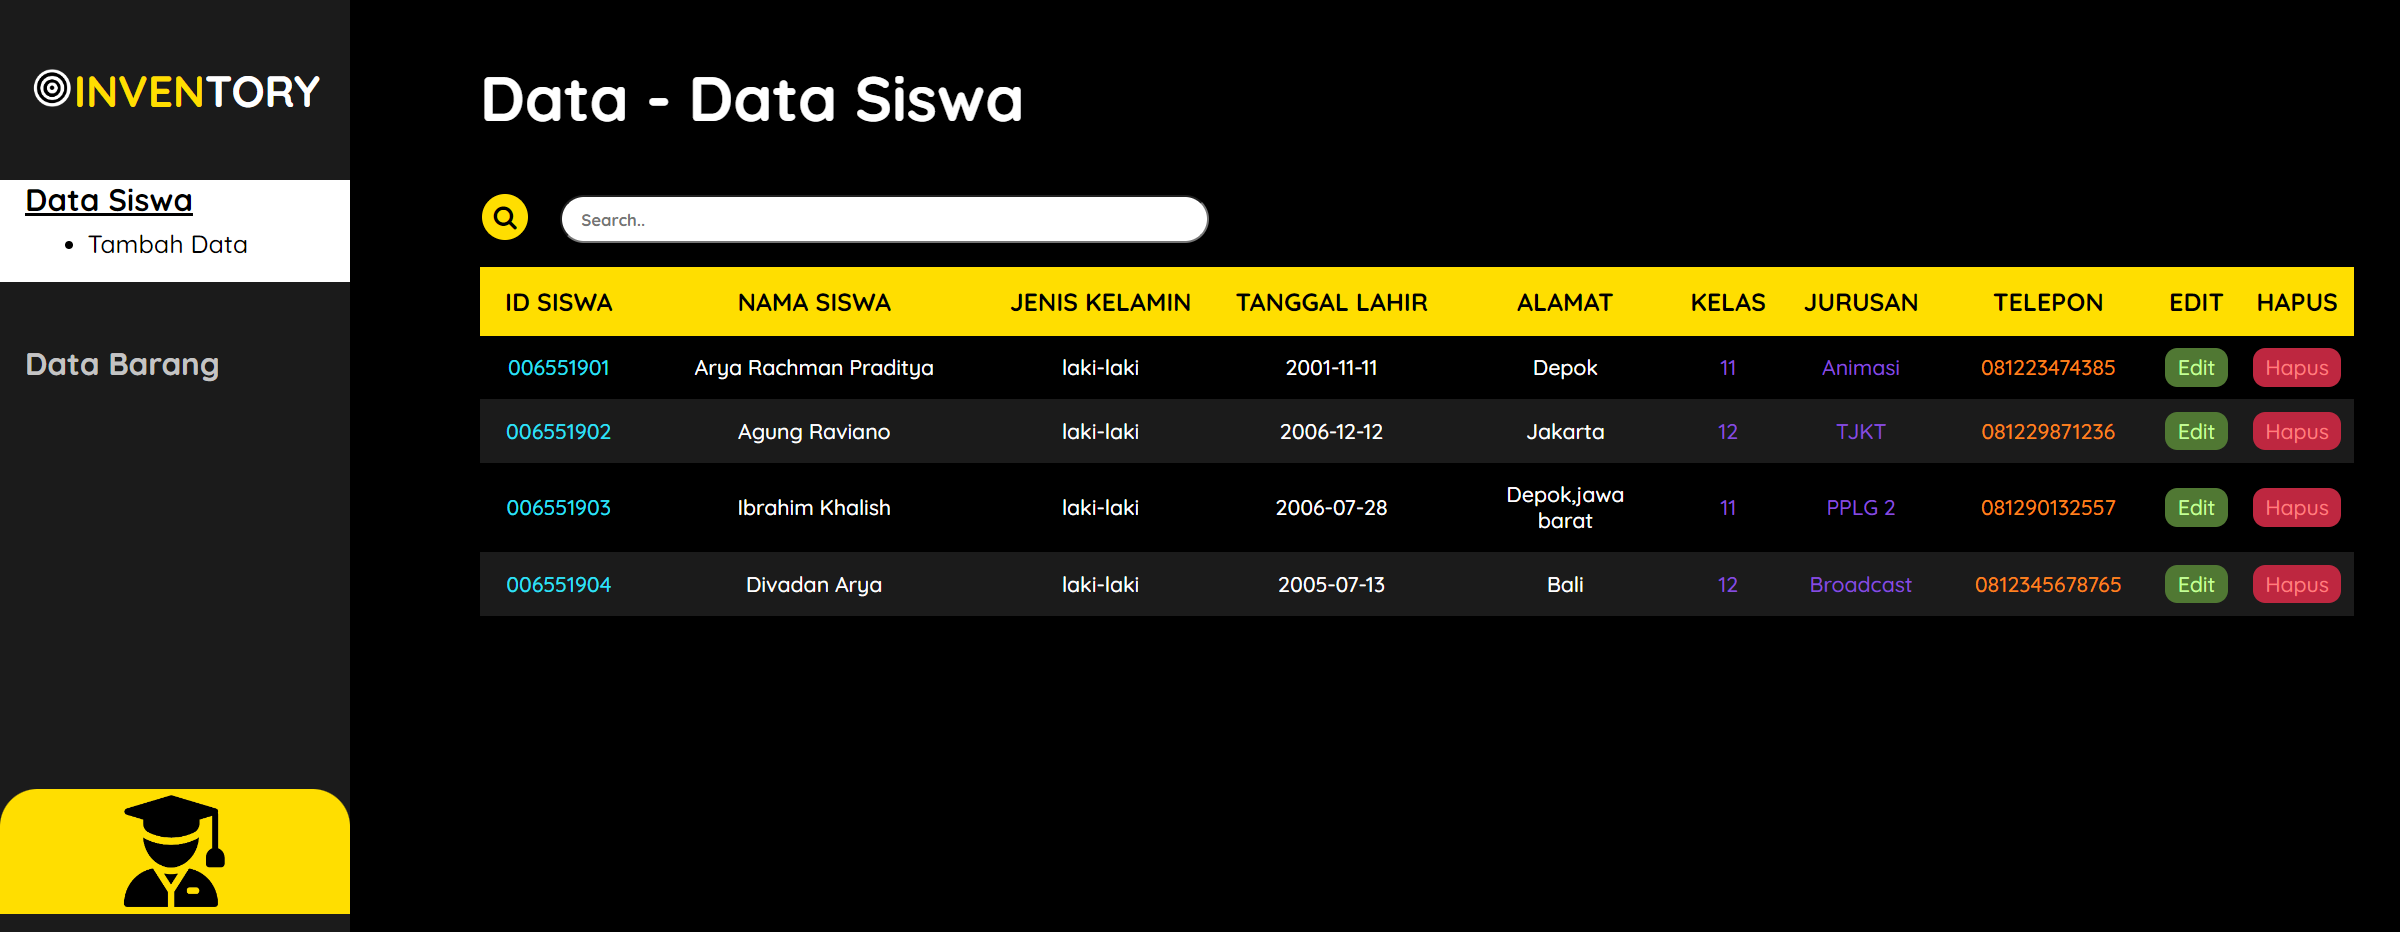 INVENTORY
Data - Data Siswa
Data Siswa
Tambah Data
Data Barang
Search..
ID SISWA NAMA SISWA JENIS KELAMIN TANGGAL LAHIR ALAMAT KELAS JURUSAN TELEPON EDIT HAPUS
006551901 Arya Rachman Praditya laki-laki 2001-11-11 Depok 11 Animasi 081223474385 Edit Hapus
006551902 Agung Raviano laki-laki 2006-12-12 Jakarta 12 TJKT 081229871236 Edit Hapus
006551903 Ibrahim Khalish laki-laki 2006-07-28 Depok,jawa barat 11 PPLG 2 081290132557 Edit Hapus
006551904 Divadan Arya laki-laki 2005-07-13 Bali 12 Broadcast 0812345678765 Edit Hapus